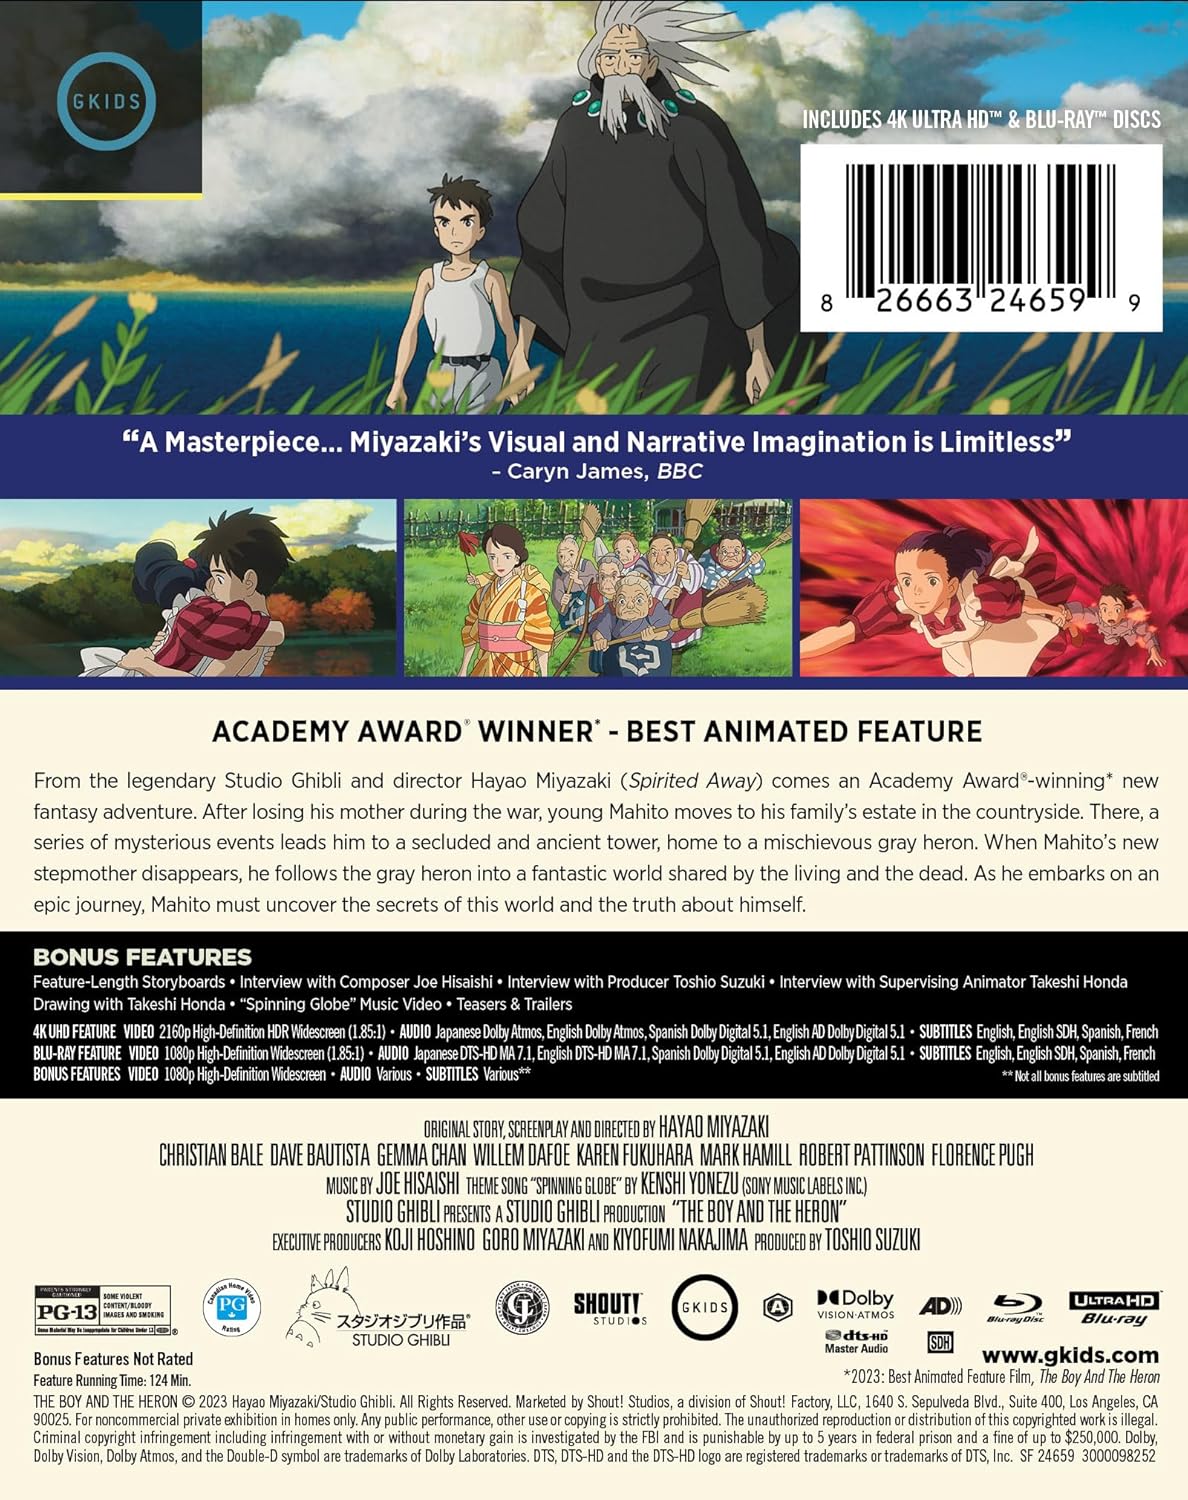 GKIDS
INCLUDES 4K ULTRA HD™ & BLU-RAY™ DISCS
8 26663 24659 9
“A Masterpiece... Miyazaki’s Visual and Narrative Imagination is Limitless”
– Caryn James, BBC
ACADEMY AWARD® WINNER* - BEST ANIMATED FEATURE
From the legendary Studio Ghibli and director Hayao Miyazaki (Spirited Away) comes an Academy Award®-winning* new
fantasy adventure. After losing his mother during the war, young Mahito moves to his family’s estate in the countryside. There, a
series of mysterious events leads him to a secluded and ancient tower, home to a mischievous gray heron. When Mahito’s new
stepmother disappears, he follows the gray heron into a fantastic world shared by the living and the dead. As he embarks on an
epic journey, Mahito must uncover the secrets of this world and the truth about himself.
BONUS FEATURES
Feature-Length Storyboards • Interview with Composer Joe Hisaishi • Interview with Producer Toshio Suzuki • Interview with Supervising Animator Takeshi Honda
Drawing with Takeshi Honda • “Spinning Globe” Music Video • Teasers & Trailers
4K UHD FEATURE VIDEO 2160p High-Definition HDR Widescreen (1.85:1) • AUDIO Japanese Dolby Atmos, English Dolby Atmos, Spanish Dolby Digital 5.1, English AD Dolby Digital 5.1 • SUBTITLES English, English SDH, Spanish, French
BLU-RAY FEATURE VIDEO 1080p High-Definition Widescreen (1.85:1) • AUDIO Japanese DTS-HD MA 7.1, English DTS-HD MA 7.1, Spanish Dolby Digital 5.1, English AD Dolby Digital 5.1 • SUBTITLES English, English SDH, Spanish, French
BONUS FEATURES VIDEO 1080p High-Definition Widescreen • AUDIO Various • SUBTITLES Various**
**Not all bonus features are subtitled
ORIGINAL STORY, SCREENPLAY AND DIRECTED BY HAYAO MIYAZAKI
CHRISTIAN BALE DAVE BAUTISTA GEMMA CHAN WILLEM DAFOE KAREN FUKUHARA MARK HAMILL ROBERT PATTINSON FLORENCE PUGH
MUSIC BY JOE HISAISHI THEME SONG “SPINNING GLOBE” BY KENSHI YONEZU (SONY MUSIC LABELS INC.)
STUDIO GHIBLI PRESENTS A STUDIO GHIBLI PRODUCTION “THE BOY AND THE HERON”
EXECUTIVE PRODUCERS KOJI HOSHINO GORO MIYAZAKI AND KIYOFUMI NAKAJIMA PRODUCED BY TOSHIO SUZUKI
PARENTS STRONGLY CAUTIONED
PG-13
SOME VIOLENT
CONTENT/BLOODY
IMAGES AND SMOKING
Some Material May Be Inappropriate for Children Under 13
Canadian Home Video
PG
Rating
スタジオジブリ作品®
STUDIO GHIBLI
SHOUT!
STUDIOS
GKIDS
A
Dolby
VISION·ATMOS
AD
Blu-ray Disc™
ULTRA HD™
Blu-ray
dts-HD
Master Audio
SDH
www.gkids.com
Bonus Features Not Rated
Feature Running Time: 124 Min.
*2023: Best Animated Feature Film, The Boy And The Heron
THE BOY AND THE HERON © 2023 Hayao Miyazaki/Studio Ghibli. All Rights Reserved. Marketed by Shout! Studios, a division of Shout! Factory, LLC, 1640 S. Sepulveda Blvd., Suite 400, Los Angeles, CA
90025. For noncommercial private exhibition in homes only. Any public performance, other use or copying is strictly prohibited. The unauthorized reproduction or distribution of this copyrighted work is illegal.
Criminal copyright infringement including infringement with or without monetary gain is investigated by the FBI and is punishable by up to 5 years in federal prison and a fine of up to $250,000. Dolby,
Dolby Vision, Dolby Atmos, and the Double-D symbol are trademarks of Dolby Laboratories. DTS, DTS-HD and the DTS-HD logo are registered trademarks or trademarks of DTS, Inc. SF 24659 3000098252